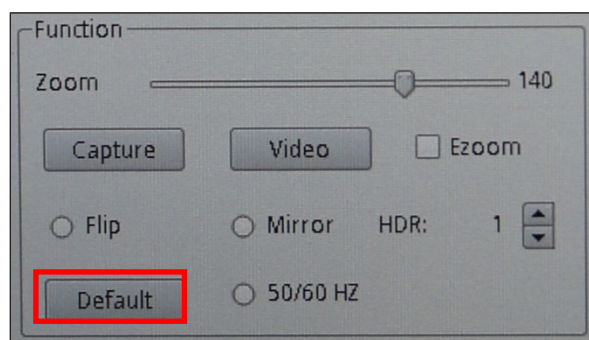 Function
Zoom 140
Capture Video Ezoom
Flip Mirror HDR: 1
Default 50/60 HZ